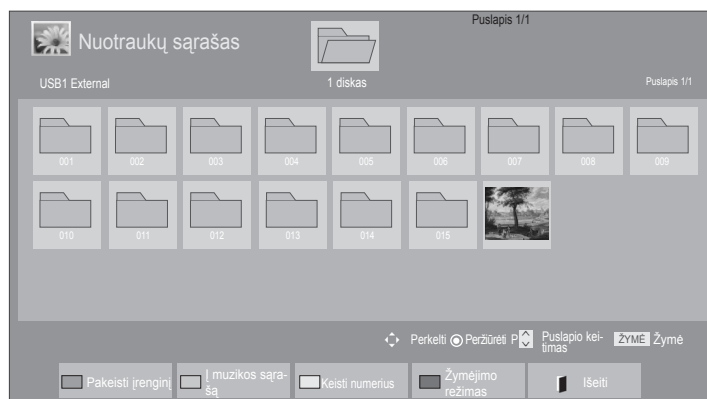 Puslapis 1/1
Nuotraukų sąrašas
USB1 External
1 diskas
Puslapis 1/1
001 002 003 004 005 006 007 008 009
010 011 012 013 014 015
Perkelti Peržiūrėti P Puslapio kei-
timas ŽYMĖ Žymė
Pakeisti įrenginį Į muzikos sąra-
šą Keisti numerius Žymėjimo
režimas Išeiti